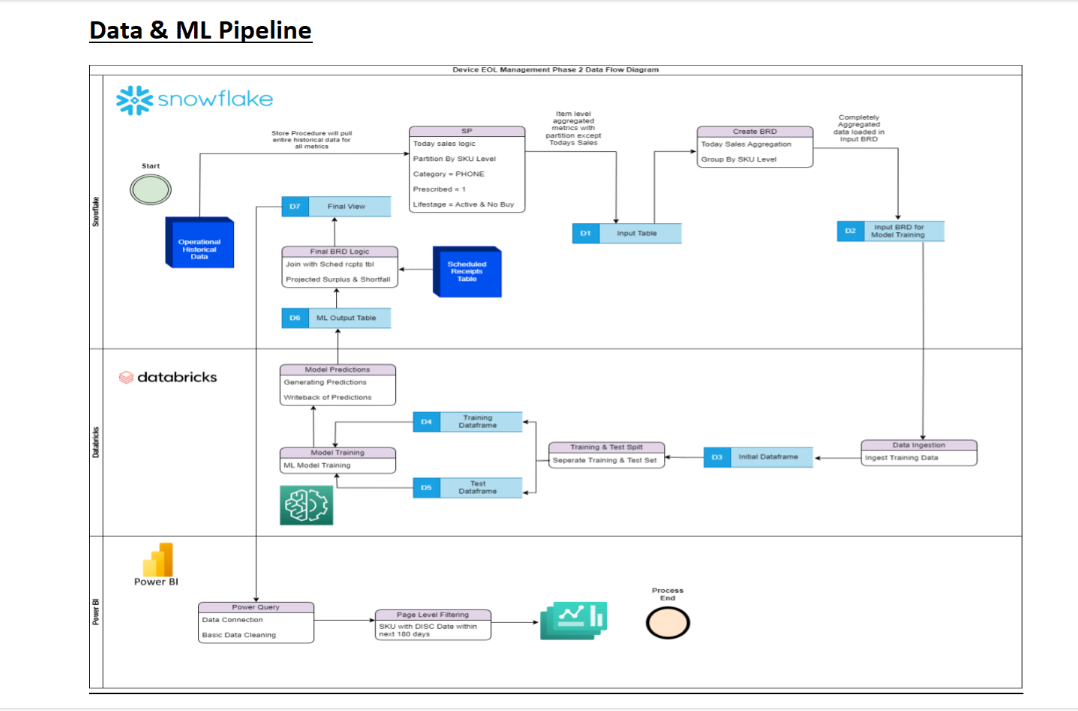 Data & ML Pipeline
Device EOL Management Phase 2 Data Flow Diagram
Snowflake
snowflake
Start
Operational
Historical
Data
Store Procedure will pull
entire historical data for
all metrics
SP
Today sales logic
Partition By SKU Level
Category = PHONE
Prescribed = 1
Lifestage = Active & No Buy
Item level
aggregated
metrics with
partition except
Todays Sales
D1
Input Table
Create BRD
Today Sales Aggregation
Group By SKU Level
Completely
Aggregated
data loaded in
Input BRD
D2
Input BRD for
Model Training
D7
Final View
Final BRD Logic
Join with Sched rcpts tbl
Projected Surplus & Shortfall
Scheduled
Receipts
Table
D6
ML Output Table
Databricks
databricks
Model Predictions
Generating Predictions
Writeback of Predictions
Model Training
ML Model Training
D4
Training
Dataframe
D5
Test
Dataframe
Training & Test Split
Seperate Training & Test Set
D3
Initial Dataframe
Data Ingestion
Ingest Training Data
Power BI
Power BI
Power Query
Data Connection
Basic Data Cleaning
Page Level Filtering
SKU with DISC Date within
next 180 days
Process
End